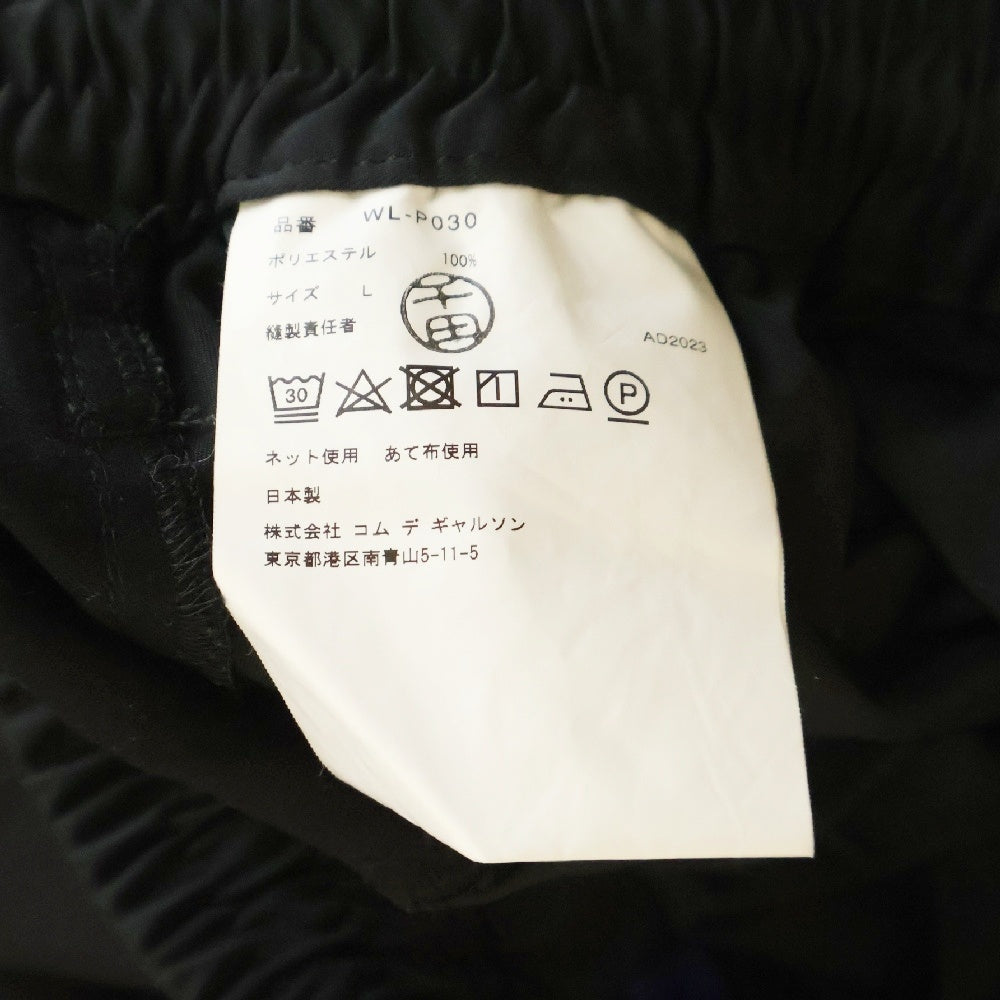 品番 WL-P030
ポリエステル 100%
サイズ L
縫製責任者 千田
AD2023
30 P
ネット使用 あて布使用
日本製
株式会社 コム デ ギャルソン
東京都港区南青山5-11-5